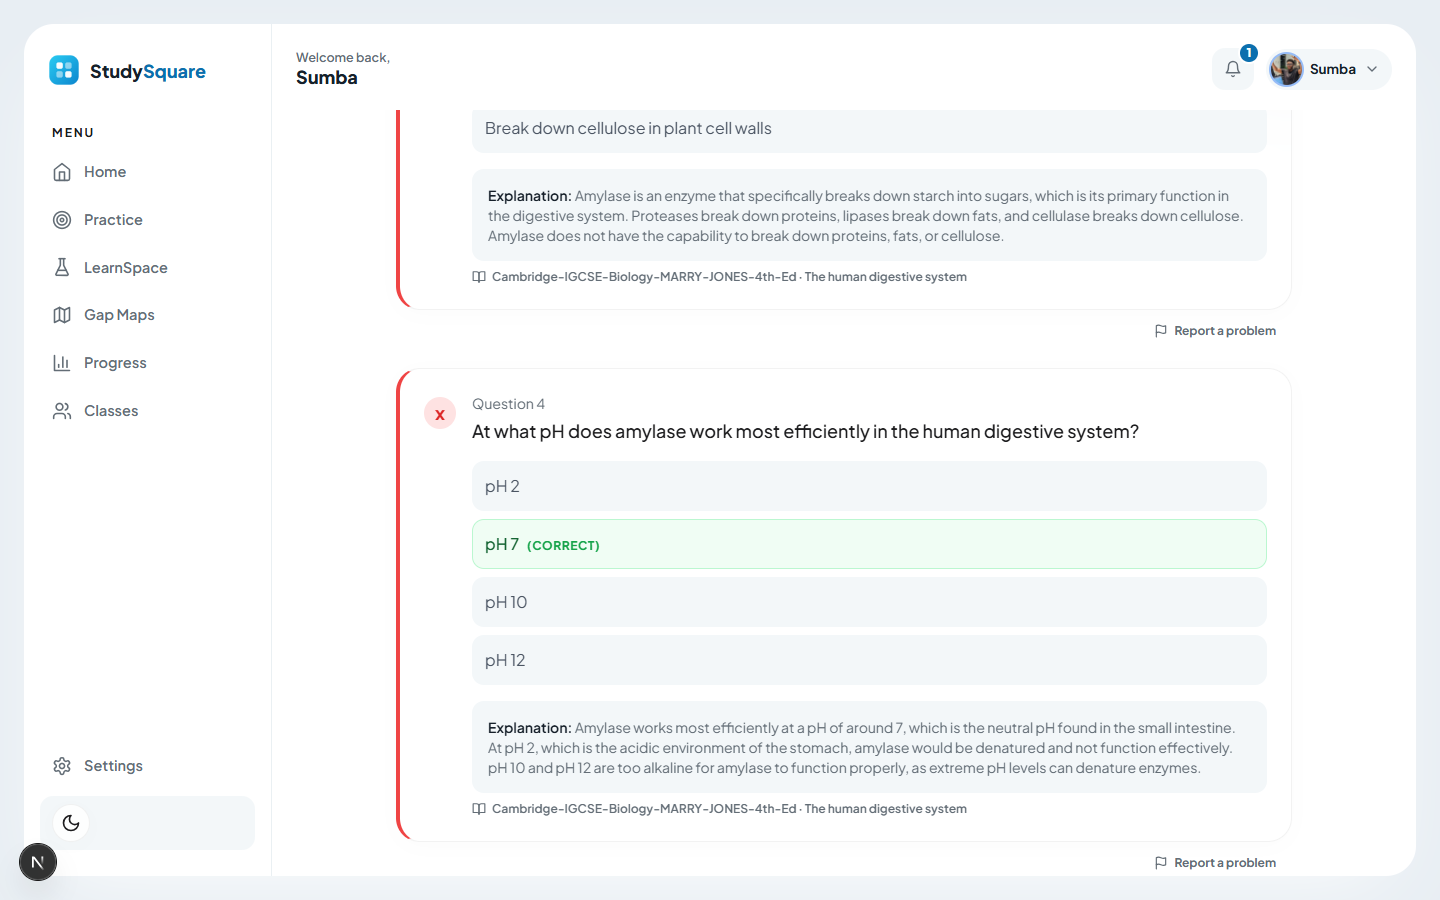 StudySquare
MENU
Home
Practice
LearnSpace
Gap Maps
Progress
Classes
Settings
N
Welcome back,
Sumba
1
Sumba
Break down cellulose in plant cell walls
Explanation: Amylase is an enzyme that specifically breaks down starch into sugars, which is its primary function in
the digestive system. Proteases break down proteins, lipases break down fats, and cellulase breaks down cellulose.
Amylase does not have the capability to break down proteins, fats, or cellulose.
Cambridge-IGCSE-Biology-MARRY-JONES-4th-Ed · The human digestive system
Report a problem
X
Question 4
At what pH does amylase work most efficiently in the human digestive system?
pH 2
pH 7 (CORRECT)
pH 10
pH 12
Explanation: Amylase works most efficiently at a pH of around 7, which is the neutral pH found in the small intestine.
At pH 2, which is the acidic environment of the stomach, amylase would be denatured and not function effectively.
pH 10 and pH 12 are too alkaline for amylase to function properly, as extreme pH levels can denature enzymes.
Cambridge-IGCSE-Biology-MARRY-JONES-4th-Ed · The human digestive system
Report a problem